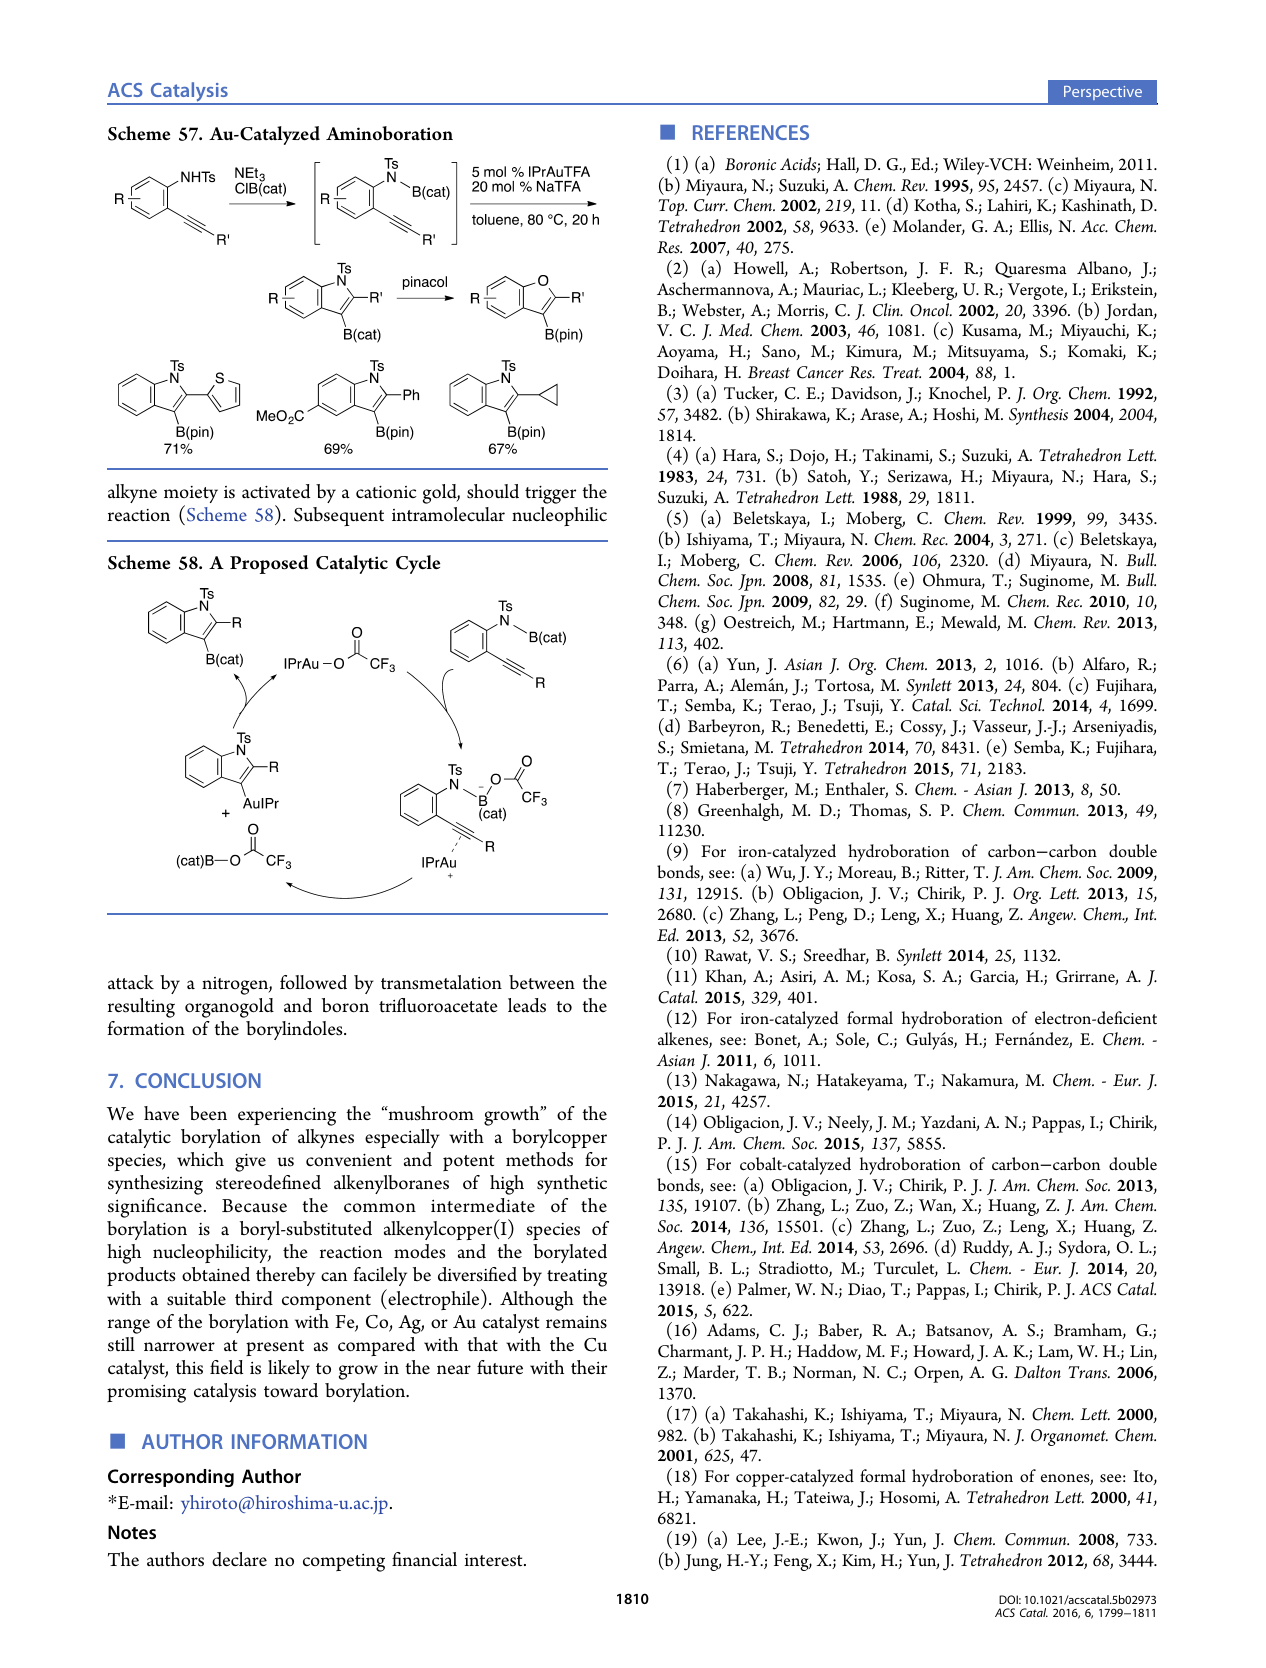 ACS Catalysis
Perspective
Scheme 57. Au-Catalyzed Aminoboration
R
NHTs
R'
NEt3
ClB(cat)
R
Ts
N
B(cat)
R'
5 mol % IPrAuTFA
20 mol % NaTFA
toluene, 80 °C, 20 h
R
Ts
N
R'
B(cat)
pinacol
R
O
R'
B(pin)
Ts
N
S
B(pin)
71%
Ts
N
Ph
MeO2C
B(pin)
69%
Ts
N
B(pin)
67%
alkyne moiety is activated by a cationic gold, should trigger the
reaction (Scheme 58). Subsequent intramolecular nucleophilic
Scheme 58. A Proposed Catalytic Cycle
Ts
N
R
B(cat)
IPrAu–O
O
CF3
Ts
N
B(cat)
R
Ts
N
R
AuIPr
+
(cat)B–O
O
CF3
Ts
N
B
−
(cat)
O
O
CF3
R
IPrAu
+
attack by a nitrogen, followed by transmetalation between the
resulting organogold and boron trifluoroacetate leads to the
formation of the borylindoles.
7. CONCLUSION
We have been experiencing the “mushroom growth” of the
catalytic borylation of alkynes especially with a borylcopper
species, which give us convenient and potent methods for
synthesizing stereodefined alkenylboranes of high synthetic
significance. Because the common intermediate of the
borylation is a boryl-substituted alkenylcopper(I) species of
high nucleophilicity, the reaction modes and the borylated
products obtained thereby can facilely be diversified by treating
with a suitable third component (electrophile). Although the
range of the borylation with Fe, Co, Ag, or Au catalyst remains
still narrower at present as compared with that with the Cu
catalyst, this field is likely to grow in the near future with their
promising catalysis toward borylation.
■ AUTHOR INFORMATION
Corresponding Author
*E-mail: yhiroto@hiroshima-u.ac.jp.
Notes
The authors declare no competing financial interest.
■ REFERENCES
(1) (a) Boronic Acids; Hall, D. G., Ed.; Wiley-VCH: Weinheim, 2011.
(b) Miyaura, N.; Suzuki, A. Chem. Rev. 1995, 95, 2457. (c) Miyaura, N.
Top. Curr. Chem. 2002, 219, 11. (d) Kotha, S.; Lahiri, K.; Kashinath, D.
Tetrahedron 2002, 58, 9633. (e) Molander, G. A.; Ellis, N. Acc. Chem.
Res. 2007, 40, 275.
(2) (a) Howell, A.; Robertson, J. F. R.; Quaresma Albano, J.;
Aschermannova, A.; Mauriac, L.; Kleeberg, U. R.; Vergote, I.; Erikstein,
B.; Webster, A.; Morris, C. J. Clin. Oncol. 2002, 20, 3396. (b) Jordan,
V. C. J. Med. Chem. 2003, 46, 1081. (c) Kusama, M.; Miyauchi, K.;
Aoyama, H.; Sano, M.; Kimura, M.; Mitsuyama, S.; Komaki, K.;
Doihara, H. Breast Cancer Res. Treat. 2004, 88, 1.
(3) (a) Tucker, C. E.; Davidson, J.; Knochel, P. J. Org. Chem. 1992,
57, 3482. (b) Shirakawa, K.; Arase, A.; Hoshi, M. Synthesis 2004, 2004,
1814.
(4) (a) Hara, S.; Dojo, H.; Takinami, S.; Suzuki, A. Tetrahedron Lett.
1983, 24, 731. (b) Satoh, Y.; Serizawa, H.; Miyaura, N.; Hara, S.;
Suzuki, A. Tetrahedron Lett. 1988, 29, 1811.
(5) (a) Beletskaya, I.; Moberg, C. Chem. Rev. 1999, 99, 3435.
(b) Ishiyama, T.; Miyaura, N. Chem. Rec. 2004, 3, 271. (c) Beletskaya,
I.; Moberg, C. Chem. Rev. 2006, 106, 2320. (d) Miyaura, N. Bull.
Chem. Soc. Jpn. 2008, 81, 1535. (e) Ohmura, T.; Suginome, M. Bull.
Chem. Soc. Jpn. 2009, 82, 29. (f) Suginome, M. Chem. Rec. 2010, 10,
348. (g) Oestreich, M.; Hartmann, E.; Mewald, M. Chem. Rev. 2013,
113, 402.
(6) (a) Yun, J. Asian J. Org. Chem. 2013, 2, 1016. (b) Alfaro, R.;
Parra, A.; Alemán, J.; Tortosa, M. Synlett 2013, 24, 804. (c) Fujihara,
T.; Semba, K.; Terao, J.; Tsuji, Y. Catal. Sci. Technol. 2014, 4, 1699.
(d) Barbeyron, R.; Benedetti, E.; Cossy, J.; Vasseur, J.-J.; Arseniyadis,
S.; Smietana, M. Tetrahedron 2014, 70, 8431. (e) Semba, K.; Fujihara,
T.; Terao, J.; Tsuji, Y. Tetrahedron 2015, 71, 2183.
(7) Haberberger, M.; Enthaler, S. Chem. - Asian J. 2013, 8, 50.
(8) Greenhalgh, M. D.; Thomas, S. P. Chem. Commun. 2013, 49,
11230.
(9) For iron-catalyzed hydroboration of carbon−carbon double
bonds, see: (a) Wu, J. Y.; Moreau, B.; Ritter, T. J. Am. Chem. Soc. 2009,
131, 12915. (b) Obligacion, J. V.; Chirik, P. J. Org. Lett. 2013, 15,
2680. (c) Zhang, L.; Peng, D.; Leng, X.; Huang, Z. Angew. Chem., Int.
Ed. 2013, 52, 3676.
(10) Rawat, V. S.; Sreedhar, B. Synlett 2014, 25, 1132.
(11) Khan, A.; Asiri, A. M.; Kosa, S. A.; Garcia, H.; Grirrane, A. J.
Catal. 2015, 329, 401.
(12) For iron-catalyzed formal hydroboration of electron-deficient
alkenes, see: Bonet, A.; Sole, C.; Gulyás, H.; Fernández, E. Chem. -
Asian J. 2011, 6, 1011.
(13) Nakagawa, N.; Hatakeyama, T.; Nakamura, M. Chem. - Eur. J.
2015, 21, 4257.
(14) Obligacion, J. V.; Neely, J. M.; Yazdani, A. N.; Pappas, I.; Chirik,
P. J. J. Am. Chem. Soc. 2015, 137, 5855.
(15) For cobalt-catalyzed hydroboration of carbon−carbon double
bonds, see: (a) Obligacion, J. V.; Chirik, P. J. J. Am. Chem. Soc. 2013,
135, 19107. (b) Zhang, L.; Zuo, Z.; Wan, X.; Huang, Z. J. Am. Chem.
Soc. 2014, 136, 15501. (c) Zhang, L.; Zuo, Z.; Leng, X.; Huang, Z.
Angew. Chem., Int. Ed. 2014, 53, 2696. (d) Ruddy, A. J.; Sydora, O. L.;
Small, B. L.; Stradiotto, M.; Turculet, L. Chem. - Eur. J. 2014, 20,
13918. (e) Palmer, W. N.; Diao, T.; Pappas, I.; Chirik, P. J. ACS Catal.
2015, 5, 622.
(16) Adams, C. J.; Baber, R. A.; Batsanov, A. S.; Bramham, G.;
Charmant, J. P. H.; Haddow, M. F.; Howard, J. A. K.; Lam, W. H.; Lin,
Z.; Marder, T. B.; Norman, N. C.; Orpen, A. G. Dalton Trans. 2006,
1370.
(17) (a) Takahashi, K.; Ishiyama, T.; Miyaura, N. Chem. Lett. 2000,
982. (b) Takahashi, K.; Ishiyama, T.; Miyaura, N. J. Organomet. Chem.
2001, 625, 47.
(18) For copper-catalyzed formal hydroboration of enones, see: Ito,
H.; Yamanaka, H.; Tateiwa, J.; Hosomi, A. Tetrahedron Lett. 2000, 41,
6821.
(19) (a) Lee, J.-E.; Kwon, J.; Yun, J. Chem. Commun. 2008, 733.
(b) Jung, H.-Y.; Feng, X.; Kim, H.; Yun, J. Tetrahedron 2012, 68, 3444.
1810
DOI: 10.1021/acscatal.5b02973
ACS Catal. 2016, 6, 1799−1811